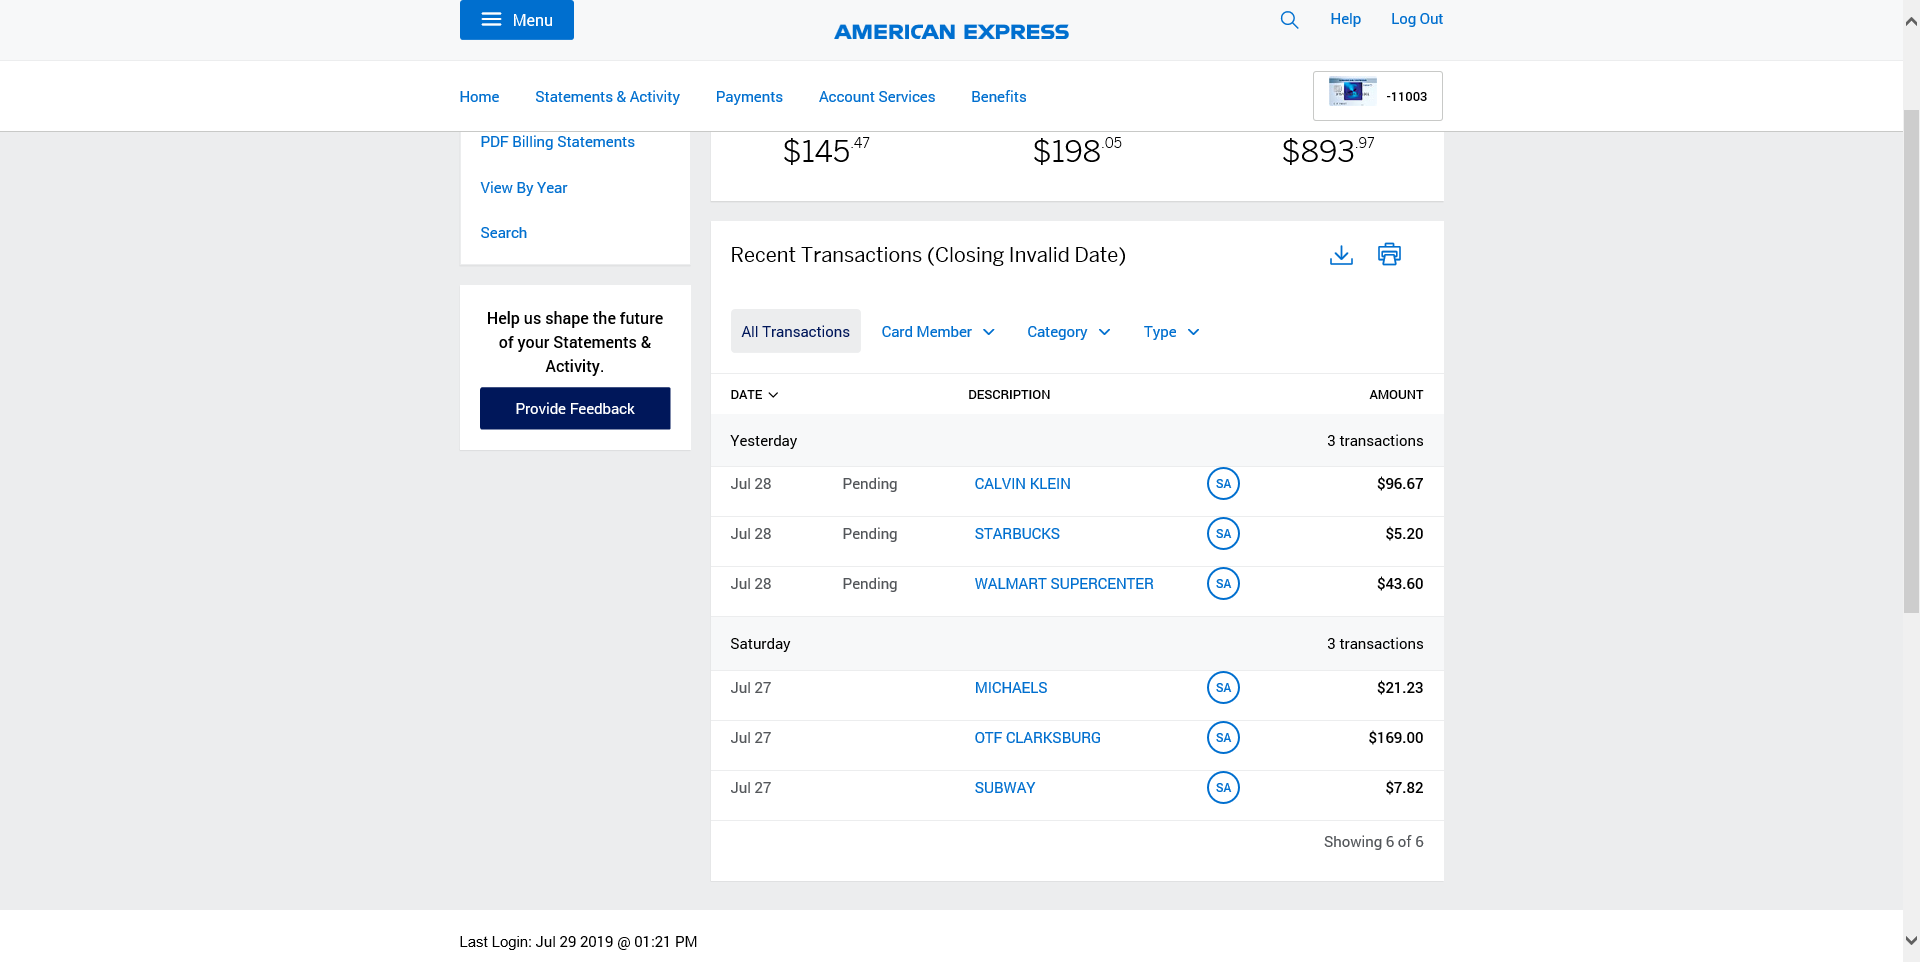 Menu
AMERICAN EXPRESS
Help
Log Out
Home
Statements & Activity
Payments
Account Services
Benefits
-11003
PDF Billing Statements
View By Year
Search
$145.47
$198.05
$893.97
Help us shape the future
of your Statements &
Activity.
Provide Feedback
Recent Transactions (Closing Invalid Date)
All Transactions
Card Member
Category
Type
DATE DESCRIPTION AMOUNT
Yesterday 3 transactions
Jul 28 Pending CALVIN KLEIN SA $96.67
Jul 28 Pending STARBUCKS SA $5.20
Jul 28 Pending WALMART SUPERCENTER SA $43.60
Saturday 3 transactions
Jul 27 MICHAELS SA $21.23
Jul 27 OTF CLARKSBURG SA $169.00
Jul 27 SUBWAY SA $7.82
Showing 6 of 6
Last Login: Jul 29 2019 @ 01:21 PM